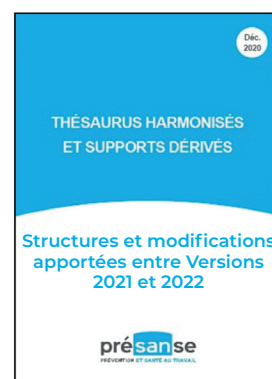 Déc.
2020
THÉSAURUS HARMONISÉS
ET SUPPORTS DÉRIVÉS
Structures et modifications
apportées entre Versions
2021 et 2022
présanse
PRÉVENTION ET SANTÉ AU TRAVAIL